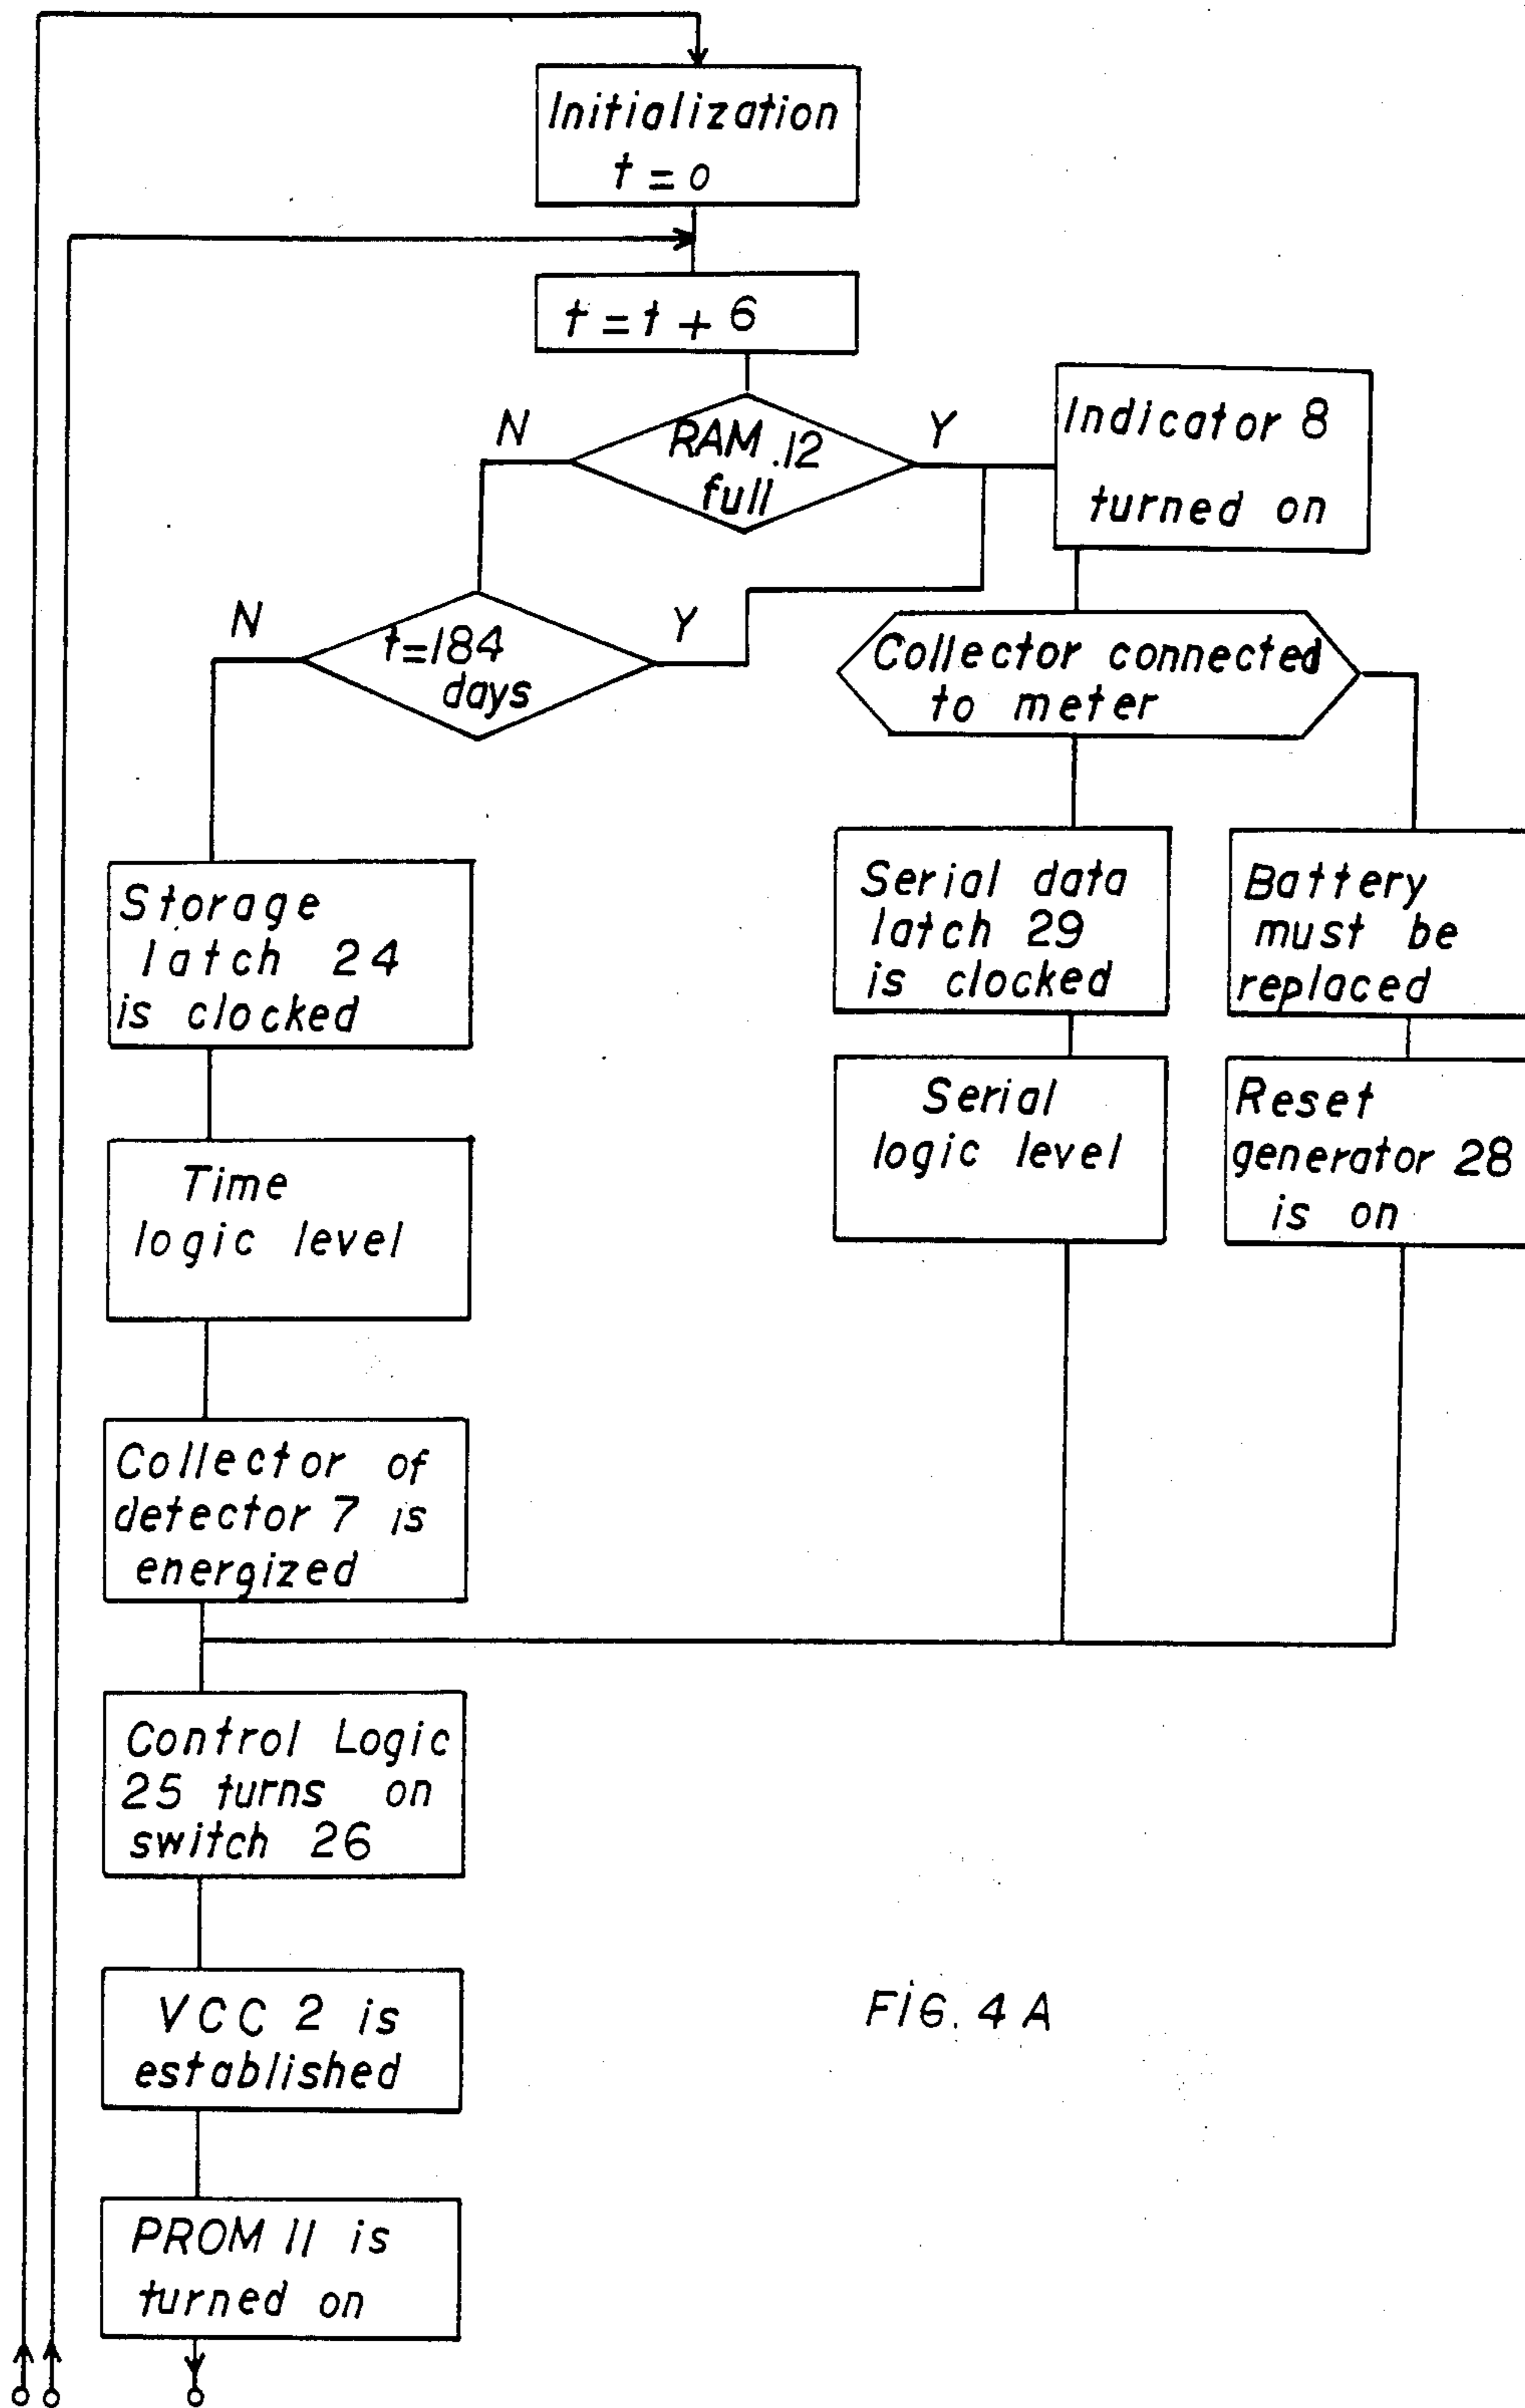 Initialization
t = 0
t = t + 6
N
RAM .12
full
Y
Indicator 8
turned on
N
t=184
days
Y
Collector connected
to meter
Storage
latch 24
is clocked
Serial data
latch 29
is clocked
Battery
must be
replaced
Time
logic level
Serial
logic level
Reset
generator 28
is on
Collector of
detector 7 is
energized
Control Logic
25 turns on
switch 26
VCC 2 is
established
PROM 11 is
turned on
FIG. 4 A